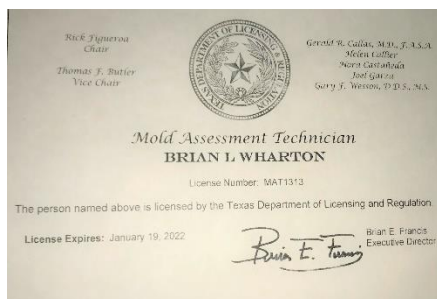 Rick Figueroa
Chair
Thomas F. Butler
Vice Chair
TEXAS DEPARTMENT OF LICENSING & REGULATION
Gerald R. Callas, M.D., F.A.S.A
Helen Callier
Nora Castañeda
Joel Garza
Gary F. Wesson, D.D.S., M.S.
Mold Assessment Technician
BRIAN L WHARTON
License Number: MAT1313
The person named above is licensed by the Texas Department of Licensing and Regulation.
License Expires: January 19, 2022
Brian E. Francis
Brian E. Francis
Executive Director